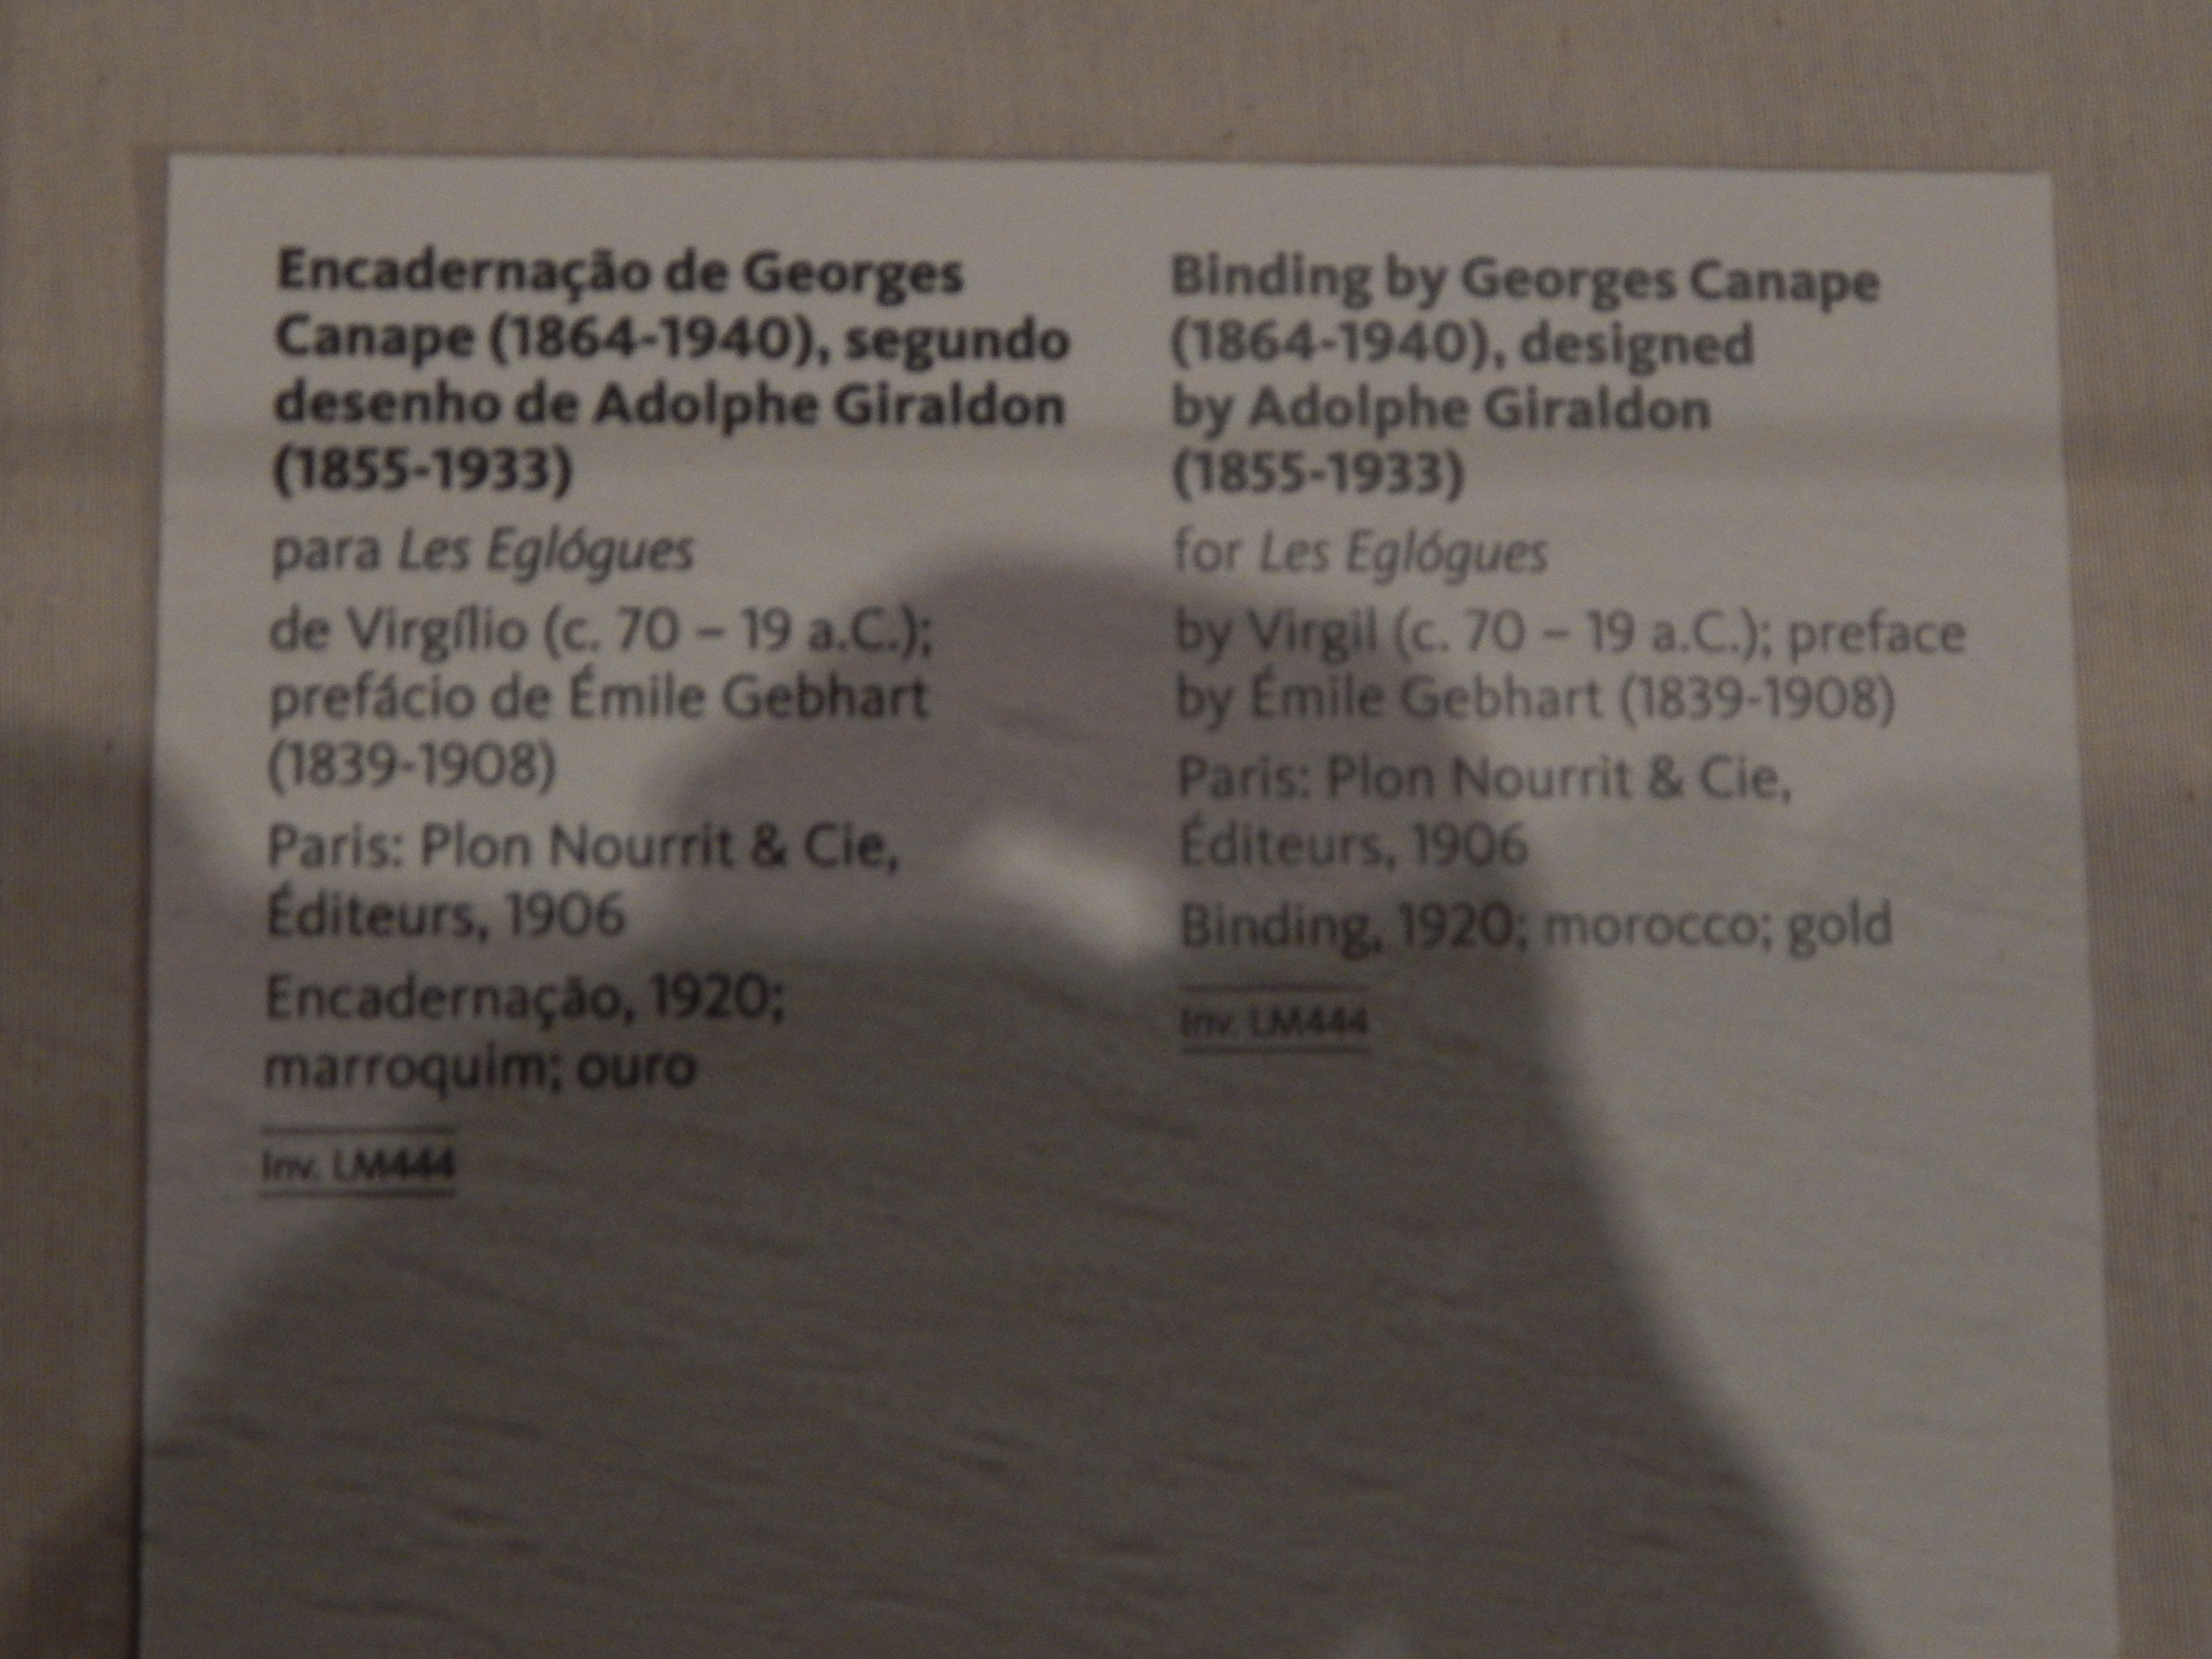 Encadernação de Georges
Canape (1864-1940), segundo
desenho de Adolphe Giraldon
(1855-1933)
para Les Eglógues
de Virgílio (c. 70 – 19 a.C.);
prefácio de Émile Gebhart
(1839-1908)
Paris: Plon Nourrit & Cie,
Éditeurs, 1906
Encadernação, 1920;
marroquim; ouro
Inv. LM444
Binding by Georges Canape
(1864-1940), designed
by Adolphe Giraldon
(1855-1933)
for Les Eglógues
by Virgil (c. 70 – 19 a.C.); preface
by Émile Gebhart (1839-1908)
Paris: Plon Nourrit & Cie,
Éditeurs, 1906
Binding, 1920; morocco; gold
Inv. LM444